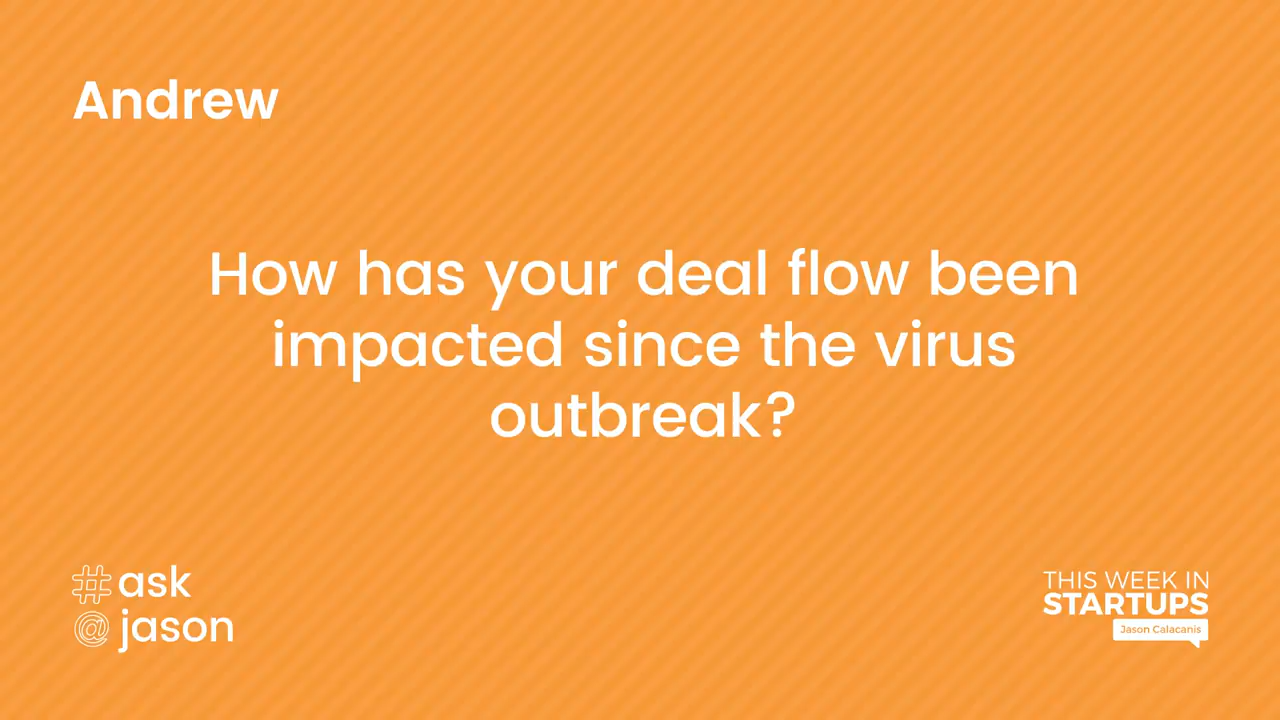 Andrew
How has your deal flow been
impacted since the virus
outbreak?
#ask
@jason
THIS WEEK IN
STARTUPS
Jason Calacanis